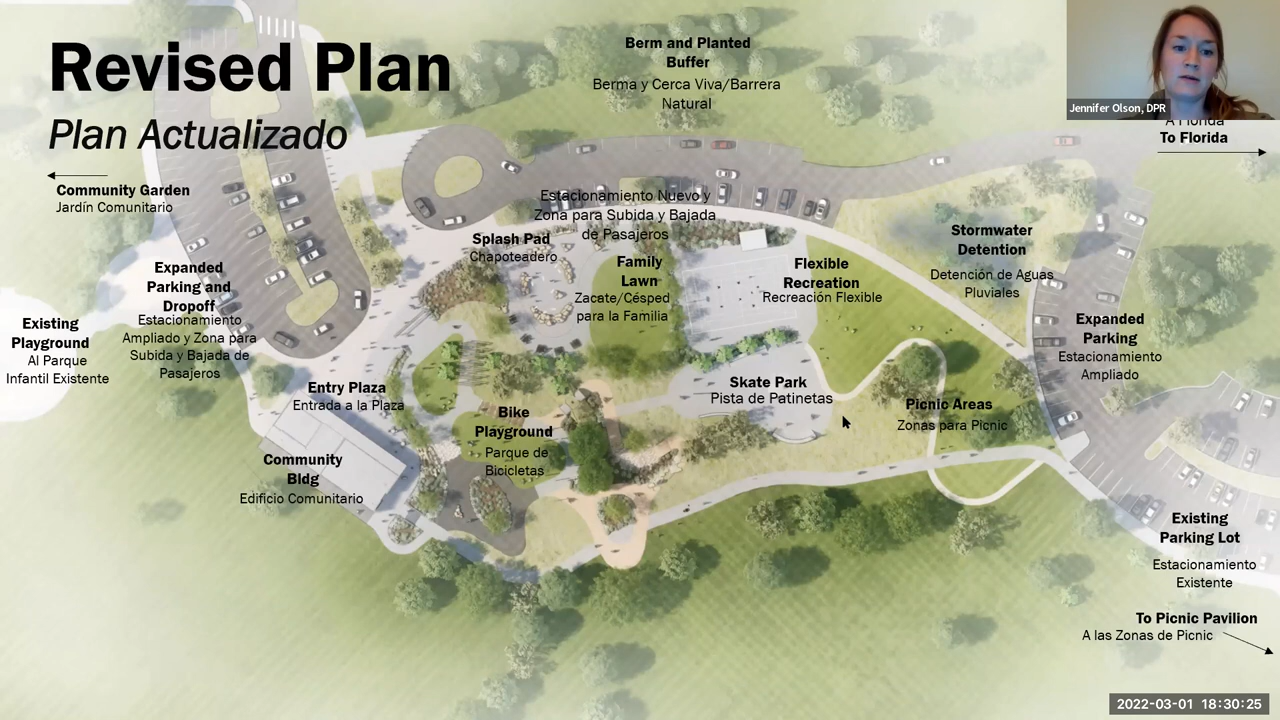 Revised Plan
Plan Actualizado
Berm and Planted
Buffer
Berma y Cerca Viva/Barrera
Natural
Jennifer Olson, DPR
A Florida
To Florida
Community Garden
Jardín Comunitario
Estacionamiento Nuevo y
Zona para Subida y Bajada
de Pasajeros
Splash Pad
Chapoteadero
Family
Lawn
Zacate/Césped
para la Familia
Flexible
Recreation
Recreación Flexible
Stormwater
Detention
Detención de Aguas
Pluviales
Expanded
Parking and
Dropoff
Estacionamiento
Ampliado y Zona para
Subida y Bajada de
Pasajeros
Existing
Playground
Al Parque
Infantil Existente
Expanded
Parking
Estacionamiento
Ampliado
Entry Plaza
Entrada a la Plaza
Skate Park
Pista de Patinetas
Bike
Playground
Parque de
Bicicletas
Picnic Areas
Zonas para Picnic
Community
Bldg
Edificio Comunitario
Existing
Parking Lot
Estacionamiento
Existente
To Picnic Pavilion
A las Zonas de Picnic
2022-03-01 18:30:25